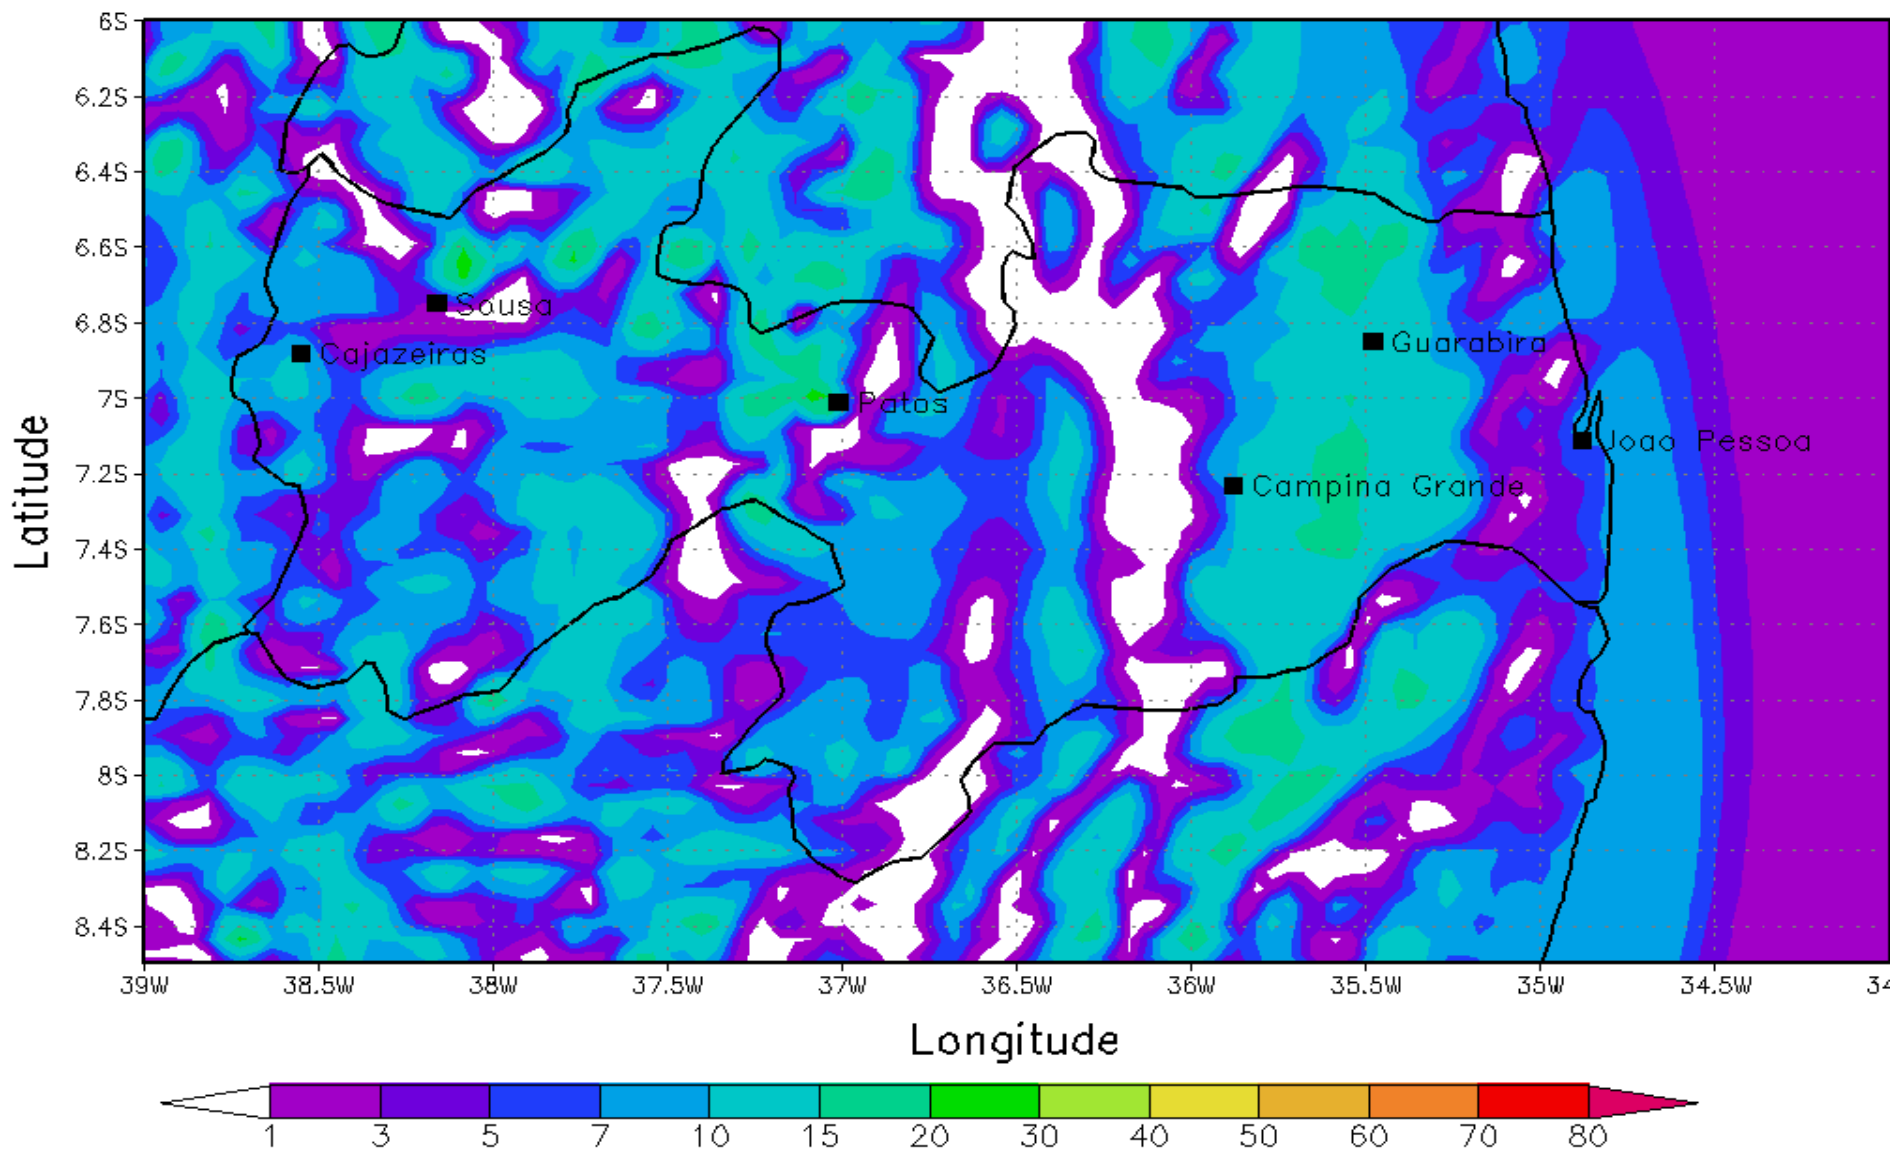 6S
6.2S
6.4S
6.6S
6.8S
7S
7.2S
7.4S
7.6S
7.8S
8S
8.2S
8.4S
Latitude
Sousa
Cajazeiras
Guarabira
Patos
Joao Pessoa
Campina Grande
39W 38.5W 38W 37.5W 37W 36.5W 36W 35.5W 35W 34.5W 34
Longitude
1 3 5 7 10 15 20 30 40 50 60 70 80